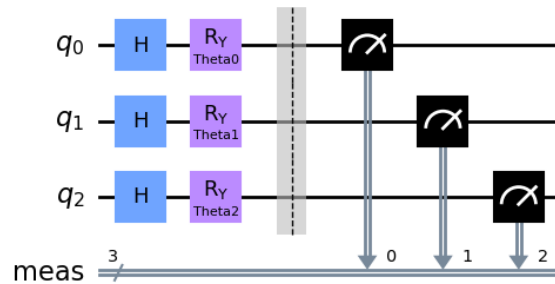 q0 H RY Theta0
q1 H RY Theta1
q2 H RY Theta2
meas 3 0 1 2